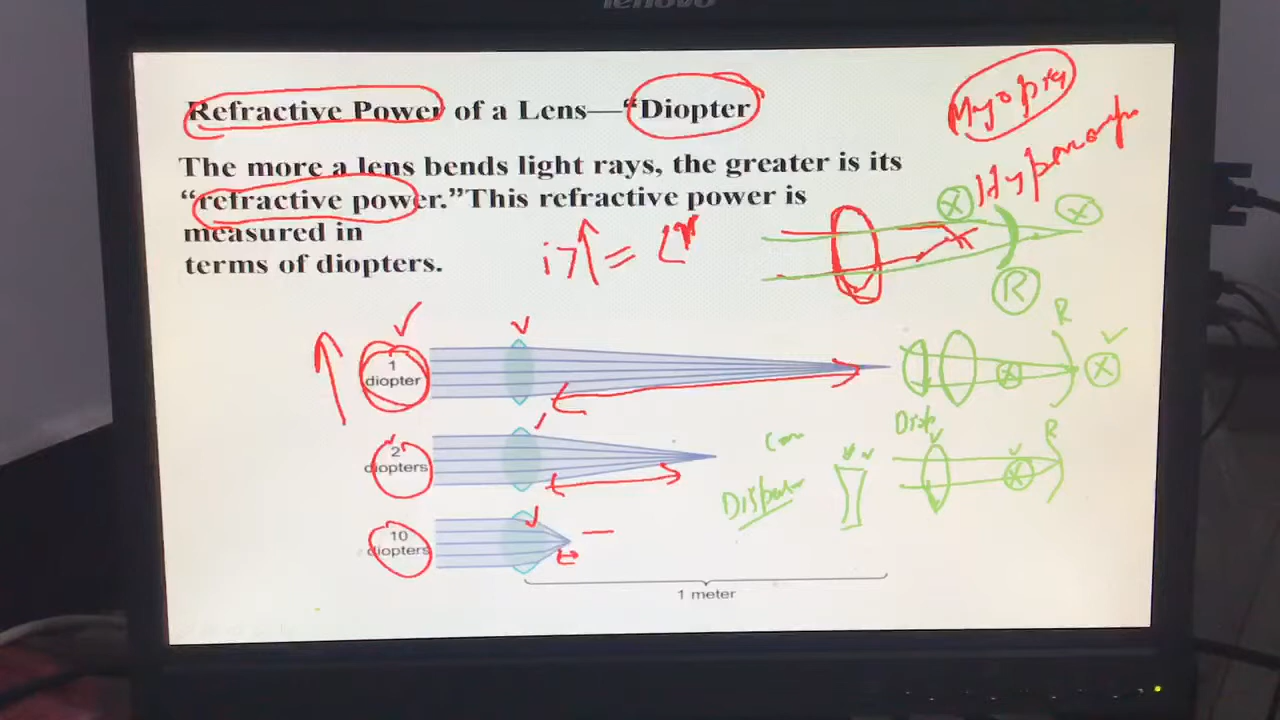 lenovo
Refractive Power of a Lens—“Diopter
The more a lens bends light rays, the greater is its
“refractive power.”This refractive power is
measured in
terms of diopters.
Myopia
R
1
diopter
R
2
diopters
R
10
diopters
1 meter